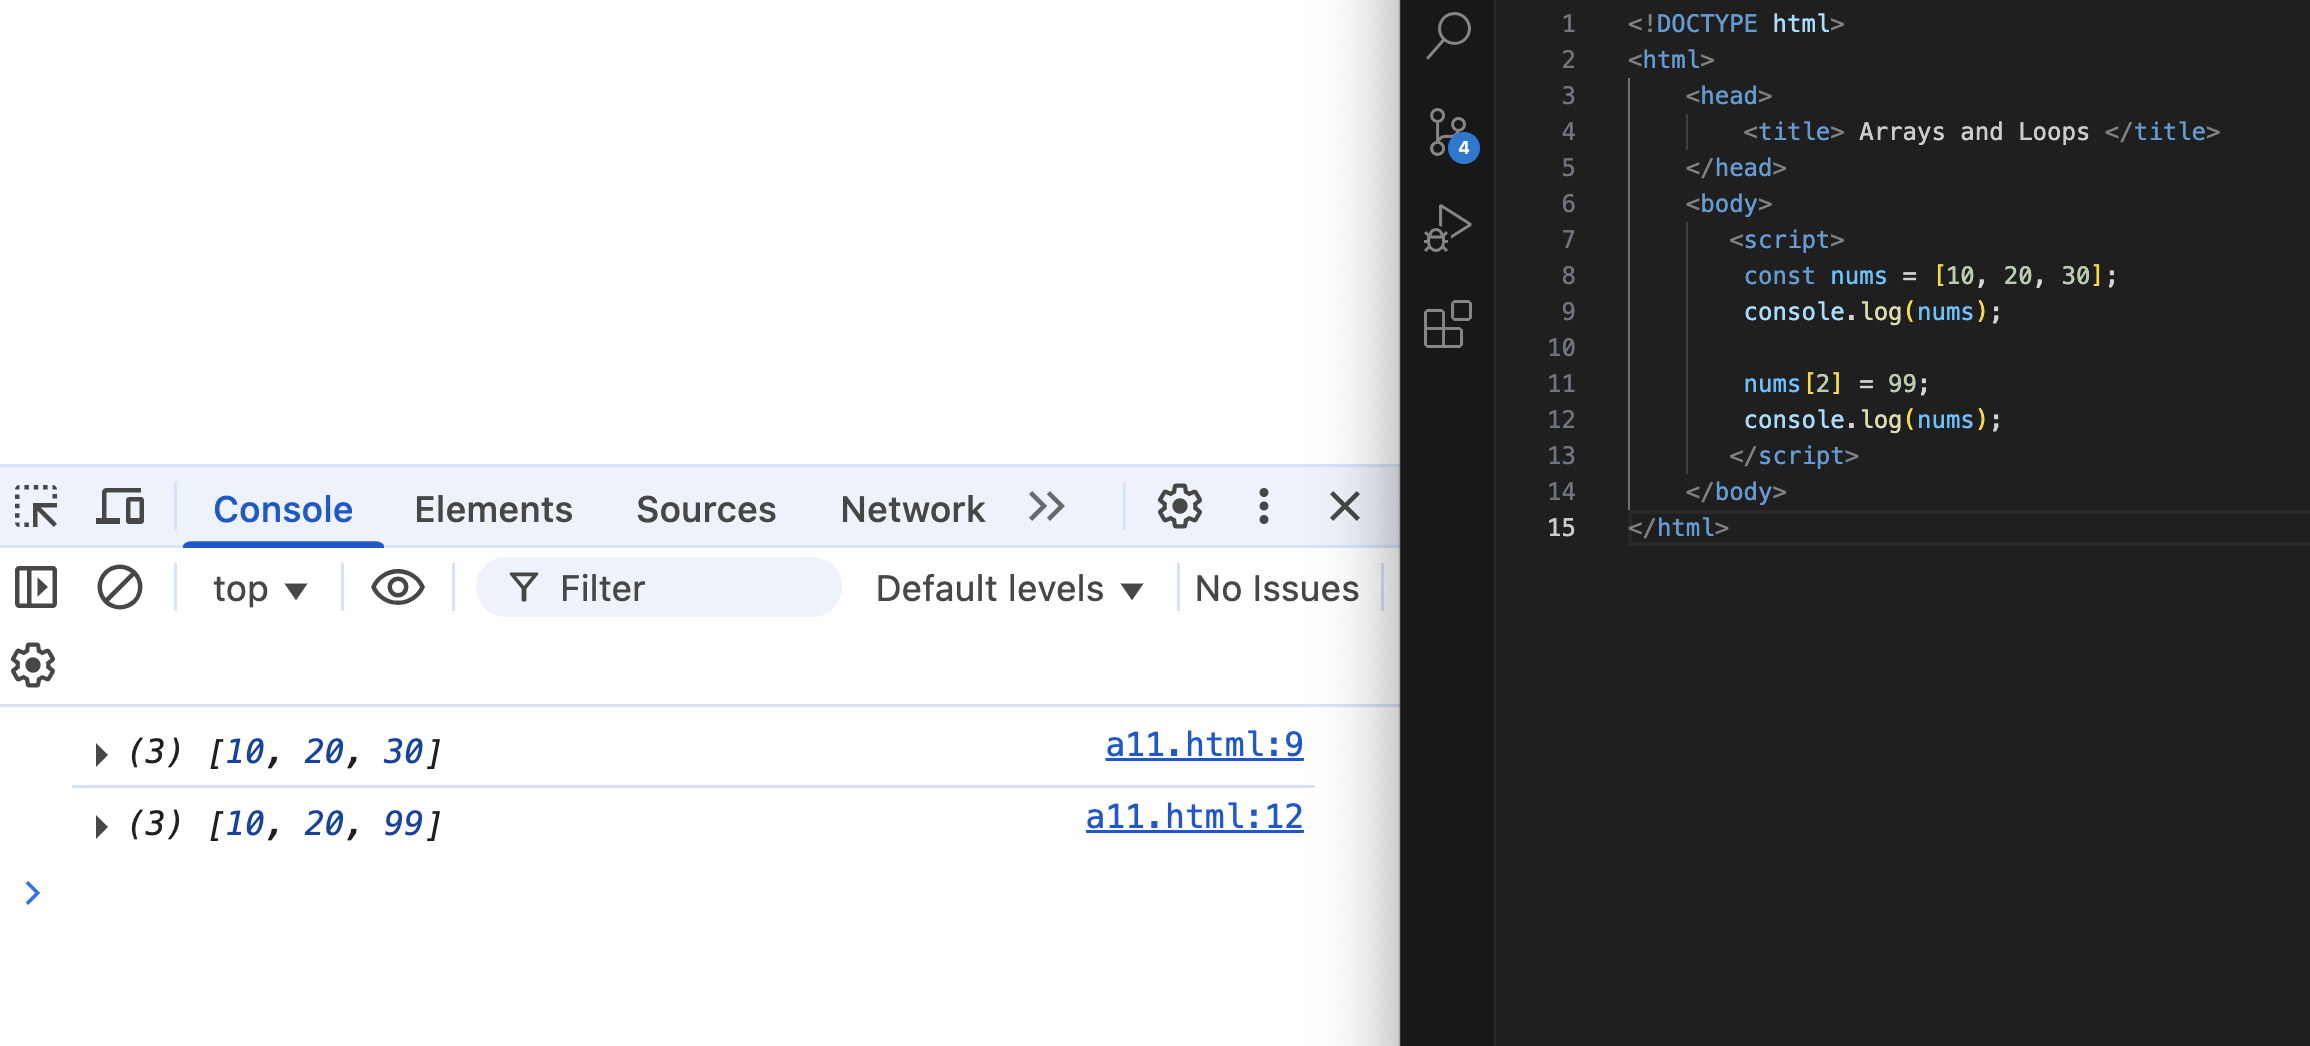 Console Elements Sources Network
top Filter Default levels No Issues
(3) [10, 20, 30] a11.html:9
(3) [10, 20, 99] a11.html:12
4
1 <!DOCTYPE html>
2 <html>
3 <head>
4 <title> Arrays and Loops </title>
5 </head>
6 <body>
7 <script>
8 const nums = [10, 20, 30];
9 console.log(nums);
10
11 nums[2] = 99;
12 console.log(nums);
13 </script>
14 </body>
15 </html>